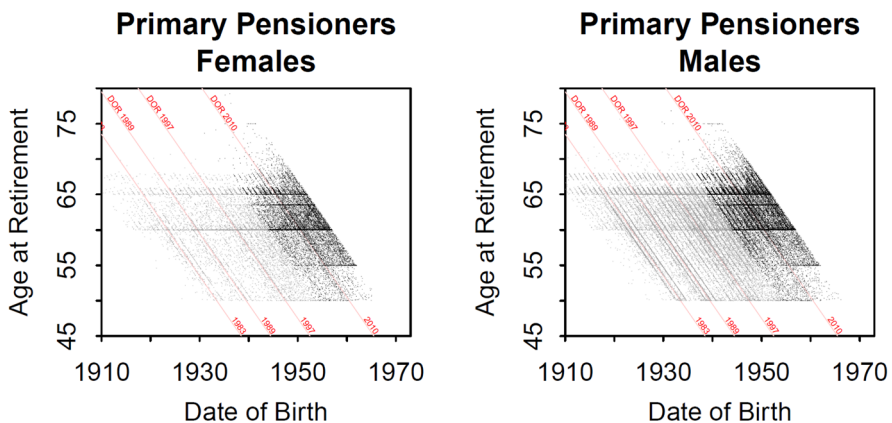 Primary Pensioners
Females
Age at Retirement
75
65
55
45
DOR 1989
DOR 1997
DOR 2010
1983
1989
1997
2010
1910
1930
1950
1970
Date of Birth
Primary Pensioners
Males
Age at Retirement
75
65
55
45
DOR 1989
DOR 1997
DOR 2010
1983
1989
1997
2010
1910
1930
1950
1970
Date of Birth